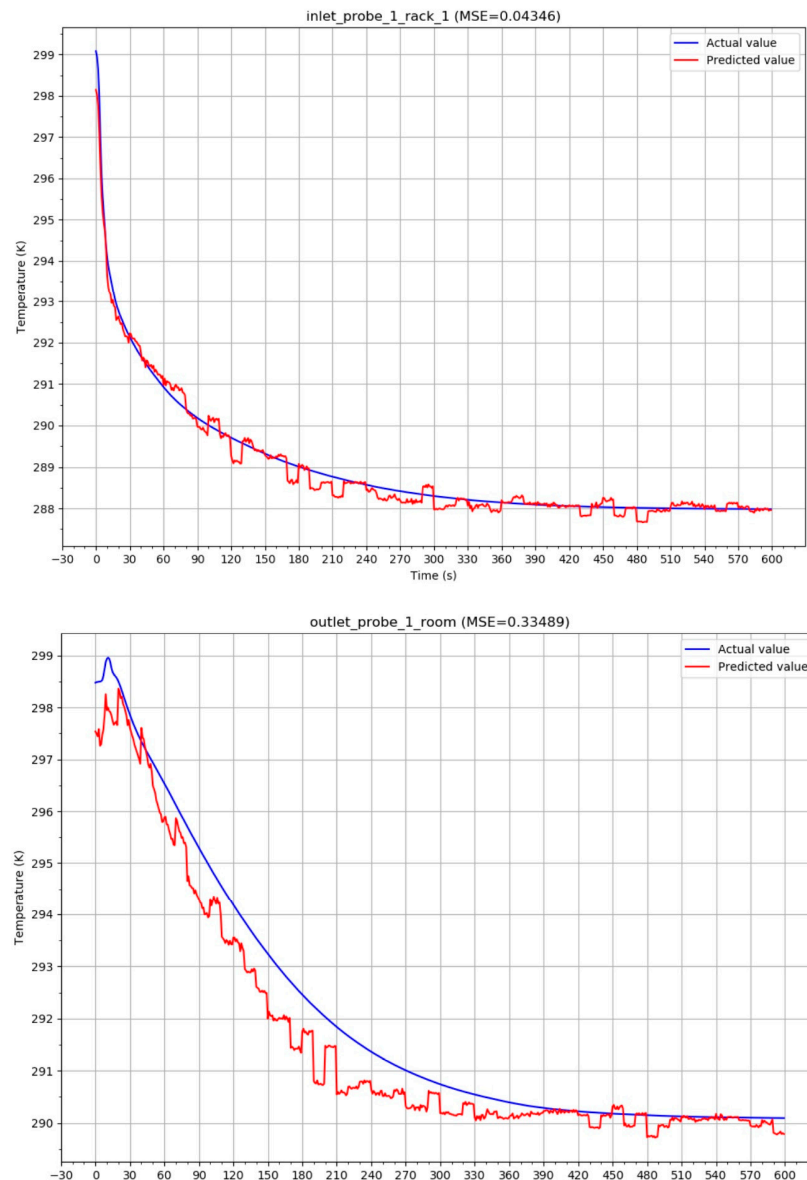 inlet_probe_1_rack_1 (MSE=0.04346)
Actual value
Predicted value
Temperature (K)
299
298
297
296
295
294
293
292
291
290
289
288
−30 0 30 60 90 120 150 180 210 240 270 300 330 360 390 420 450 480 510 540 570 600
Time (s)
outlet_probe_1_room (MSE=0.33489)
Actual value
Predicted value
Temperature (K)
299
298
297
296
295
294
293
292
291
290
−30 0 30 60 90 120 150 180 210 240 270 300 330 360 390 420 450 480 510 540 570 600